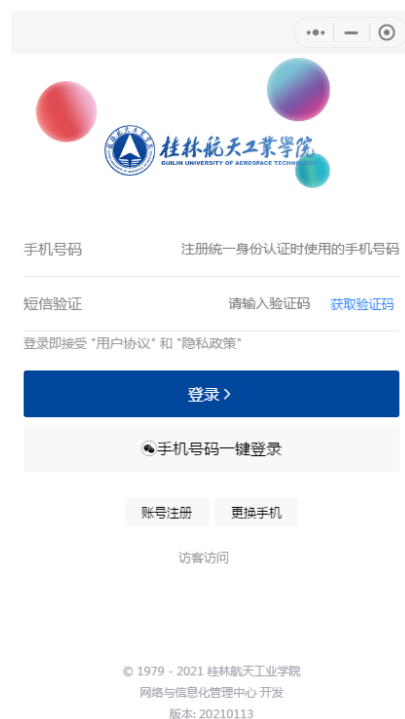 桂林航天工業學院
GUILIN UNIVERSITY OF AEROSPACE TECHNOLOGY
手机号码 注册统一身份认证时使用的手机号码
短信验证 请输入验证码 获取验证码
登录即接受 "用户协议" 和 "隐私政策"
登录 >
手机号码一键登录
账号注册 更换手机
访客访问
© 1979 - 2021 桂林航天工业学院
网络与信息化管理中心 开发
版本: 20210113